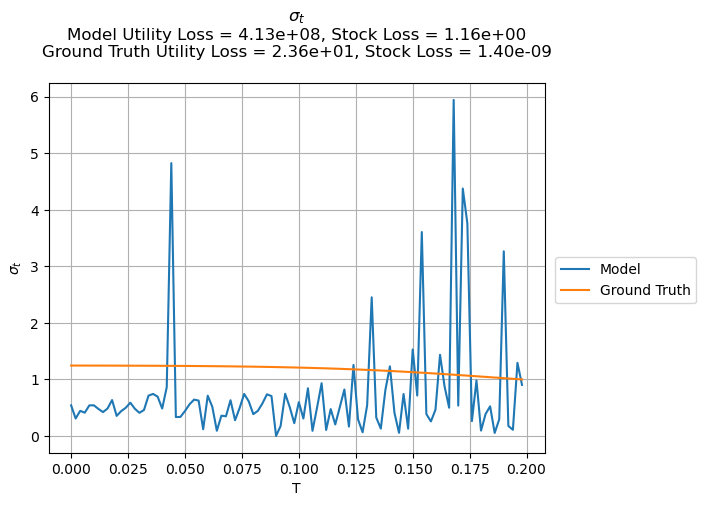 σₜ
Model Utility Loss = 4.13e+08, Stock Loss = 1.16e+00
Ground Truth Utility Loss = 2.36e+01, Stock Loss = 1.40e-09
6
5
4
3
2
1
0
σₜ
0.000 0.025 0.050 0.075 0.100 0.125 0.150 0.175 0.200
T
Model
Ground Truth